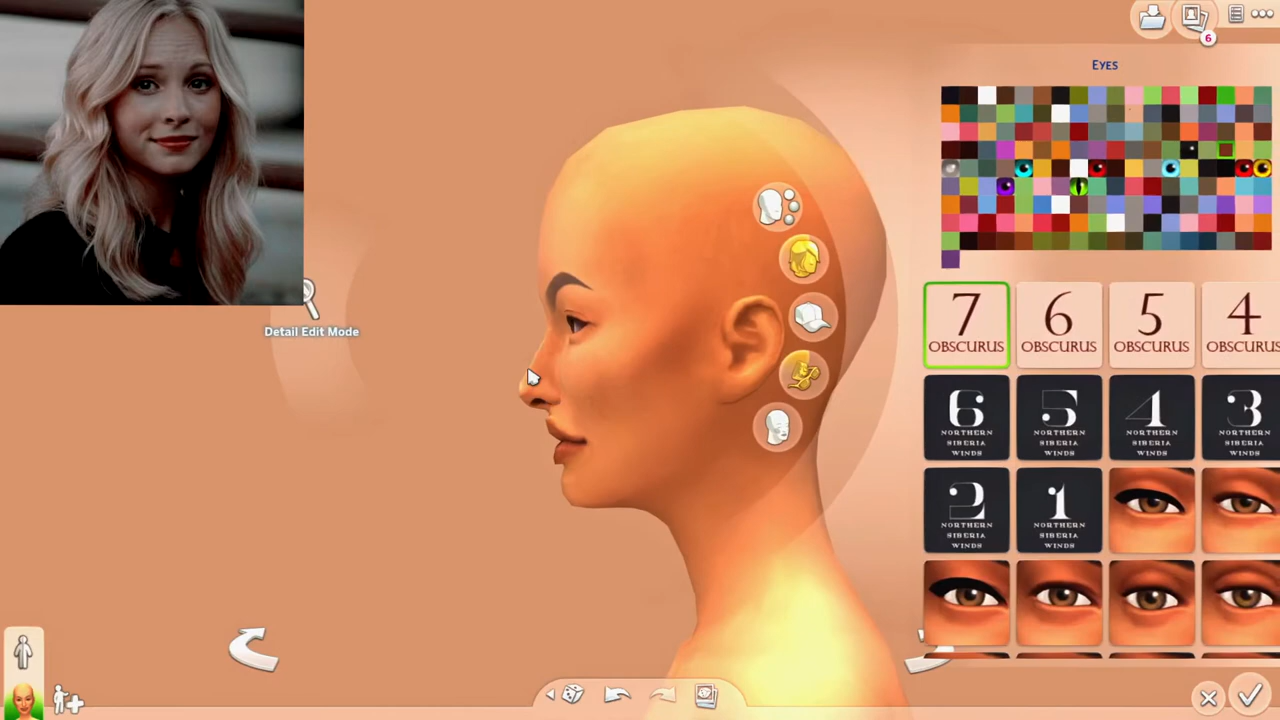 6
Eyes
Detail Edit Mode
7
OBSCURUS
6
OBSCURUS
5
OBSCURUS
4
OBSCURUS
6
NORTHERN
SIBERIA
WINDS
5
NORTHERN
SIBERIA
WINDS
4
NORTHERN
SIBERIA
WINDS
3
NORTHERN
SIBERIA
WINDS
2
NORTHERN
SIBERIA
WINDS
1
NORTHERN
SIBERIA
WINDS